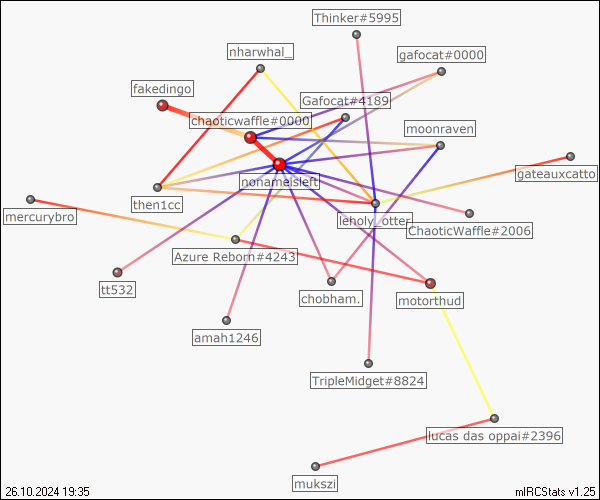 Thinker#5995
nharwhal_
gafocat#0000
fakedingo
Gafocat#4189
chaoticwaffle#0000
moonraven
gateauxcatto
nonameisleft
then1cc
mercurybro
leholy_otter
ChaoticWaffle#2006
Azure Reborn#4243
tt532
chobham.
motorthud
amah1246
TripleMidget#8824
lucas das oppai#2396
mukszi
26.10.2024 19:35
mIRCStats v1.25